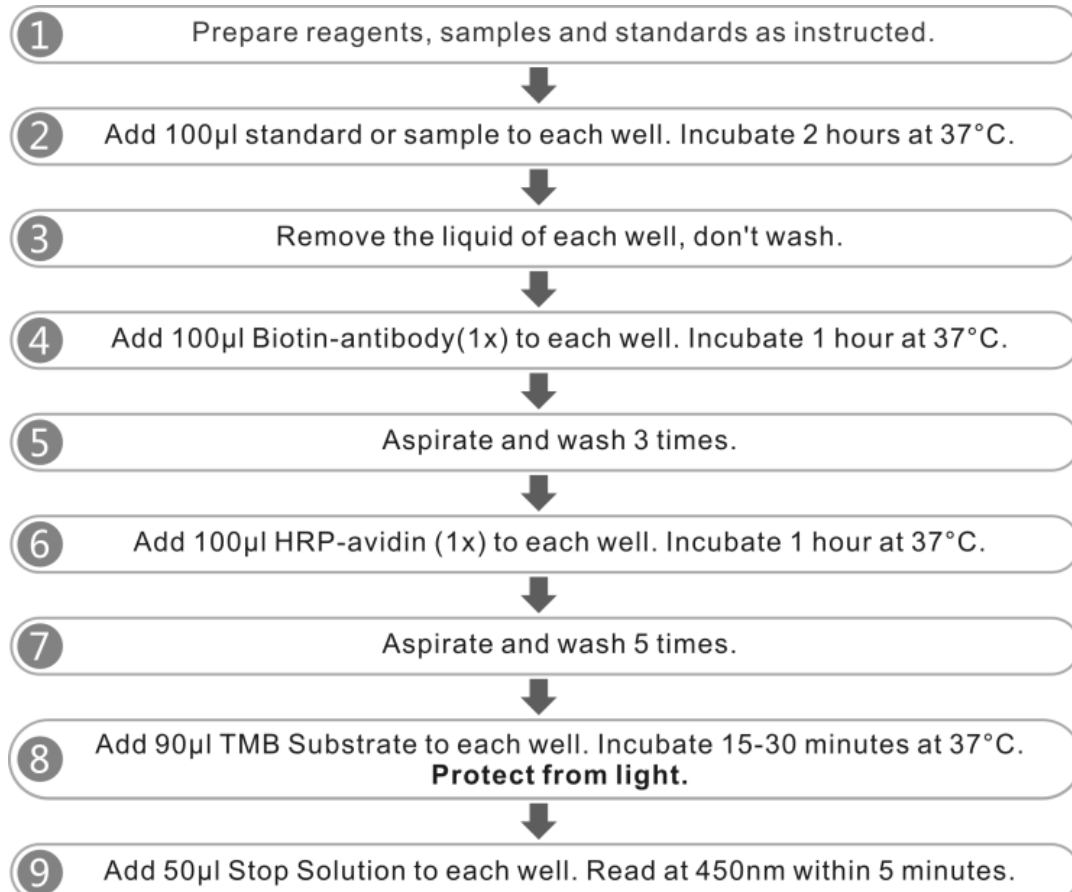 1 Prepare reagents, samples and standards as instructed.
2 Add 100µl standard or sample to each well. Incubate 2 hours at 37°C.
3 Remove the liquid of each well, don't wash.
4 Add 100µl Biotin-antibody(1x) to each well. Incubate 1 hour at 37°C.
5 Aspirate and wash 3 times.
6 Add 100µl HRP-avidin (1x) to each well. Incubate 1 hour at 37°C.
7 Aspirate and wash 5 times.
8 Add 90µl TMB Substrate to each well. Incubate 15-30 minutes at 37°C.
Protect from light.
9 Add 50µl Stop Solution to each well. Read at 450nm within 5 minutes.